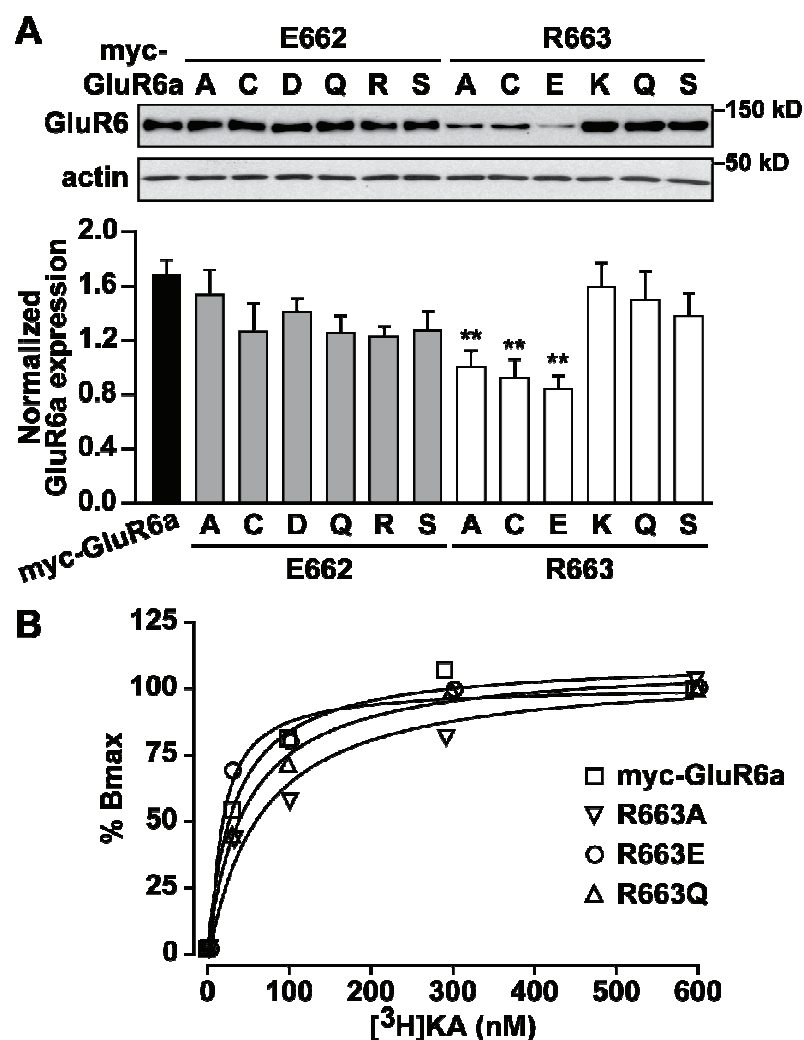 A
E662 R663
myc-
GluR6a A C D Q R S A C E K Q S
GluR6 150 kD
actin 50 kD
Normalized
GluR6a expression
2.0
1.6
1.2
0.8
0.4
0.0
** ** **
myc-GluR6a A C D Q R S A C E K Q S
E662 R663
B
% Bmax
125
100
75
50
25
0
myc-GluR6a
R663A
R663E
R663Q
0 100 200 300 400 500 600
[³H]KA (nM)